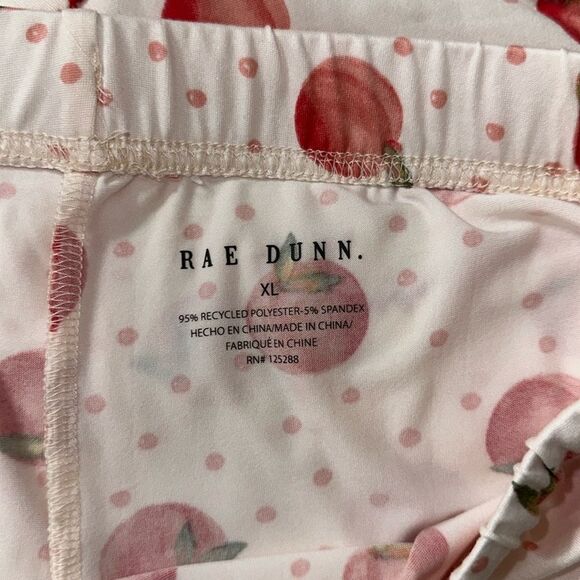 RAE DUNN.
XL
95% RECYCLED POLYESTER-5% SPANDEX
HECHO EN CHINA/MADE IN CHINA/
FABRIQUÉ EN CHINE
RN# 125288